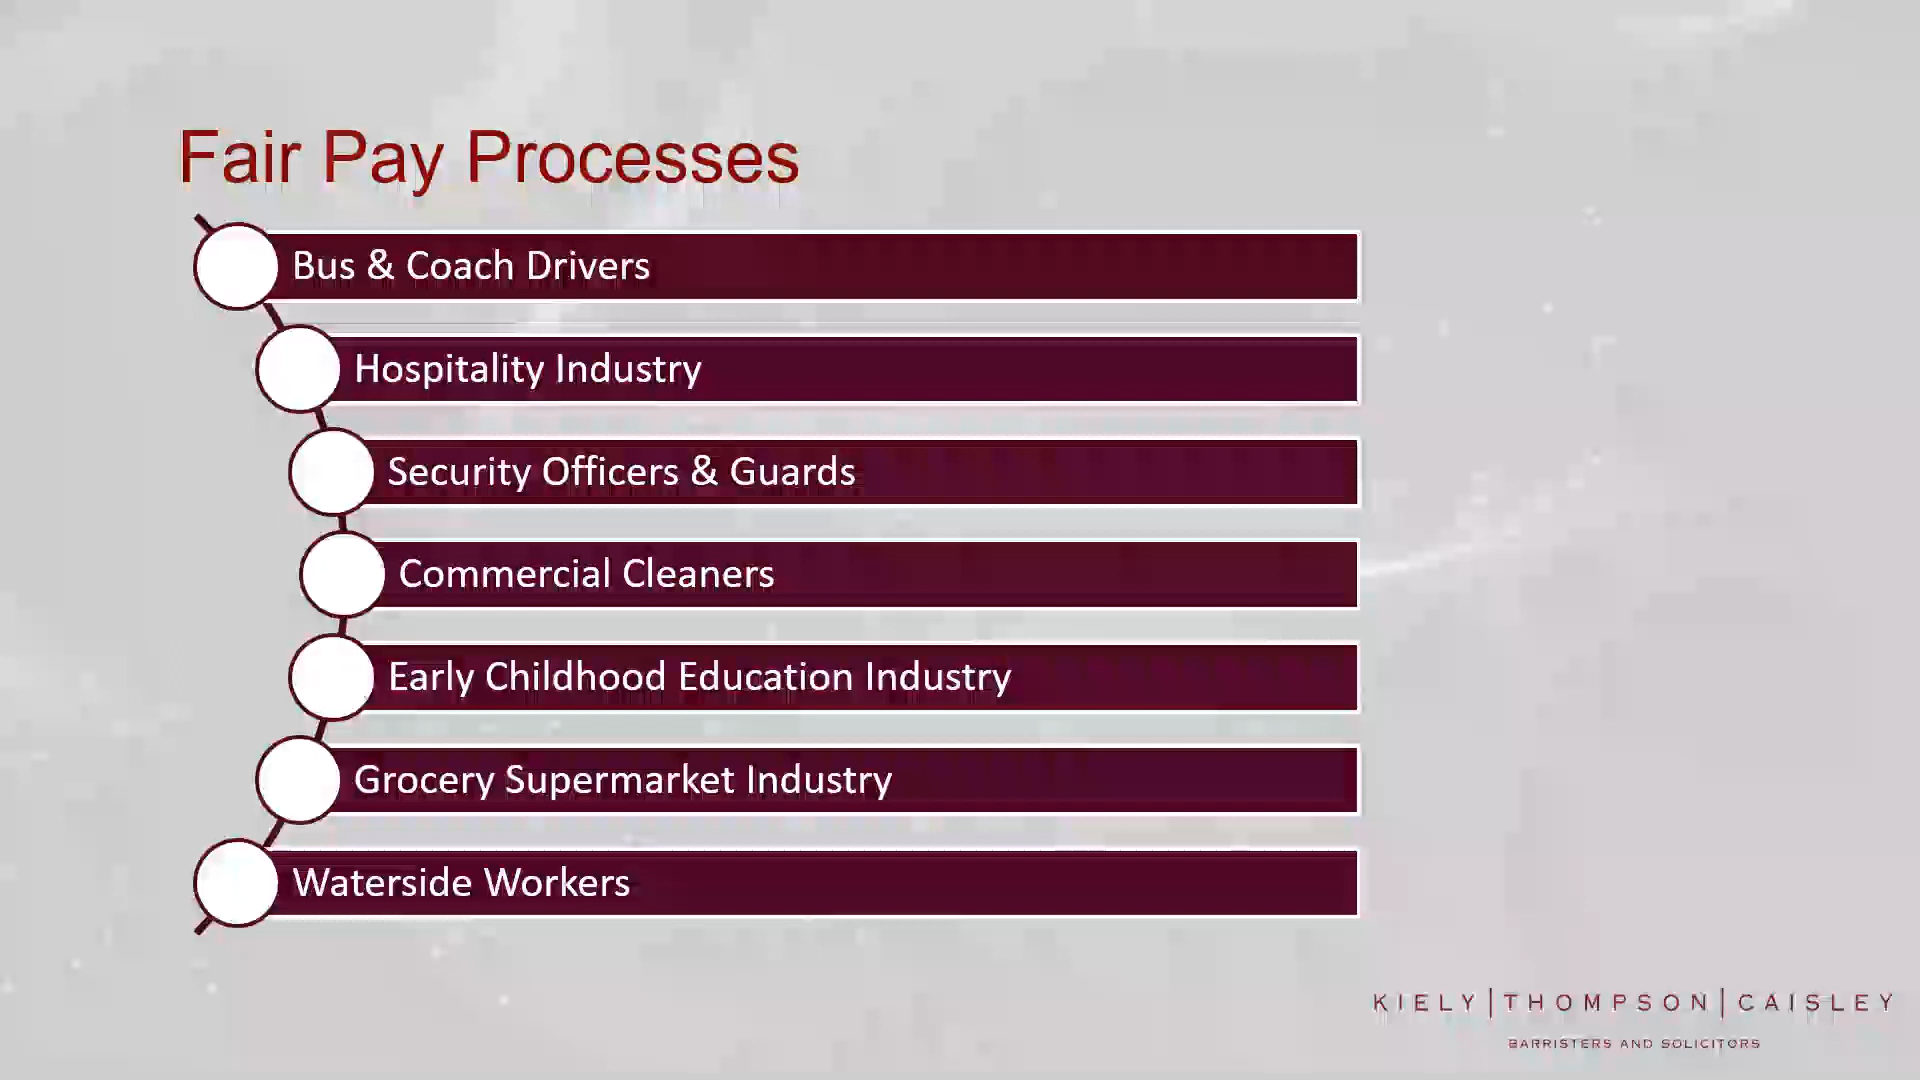 Fair Pay Processes
Bus & Coach Drivers
Hospitality Industry
Security Officers & Guards
Commercial Cleaners
Early Childhood Education Industry
Grocery Supermarket Industry
Waterside Workers
KIELY|THOMPSON|CAISLEY
BARRISTERS AND SOLICITORS